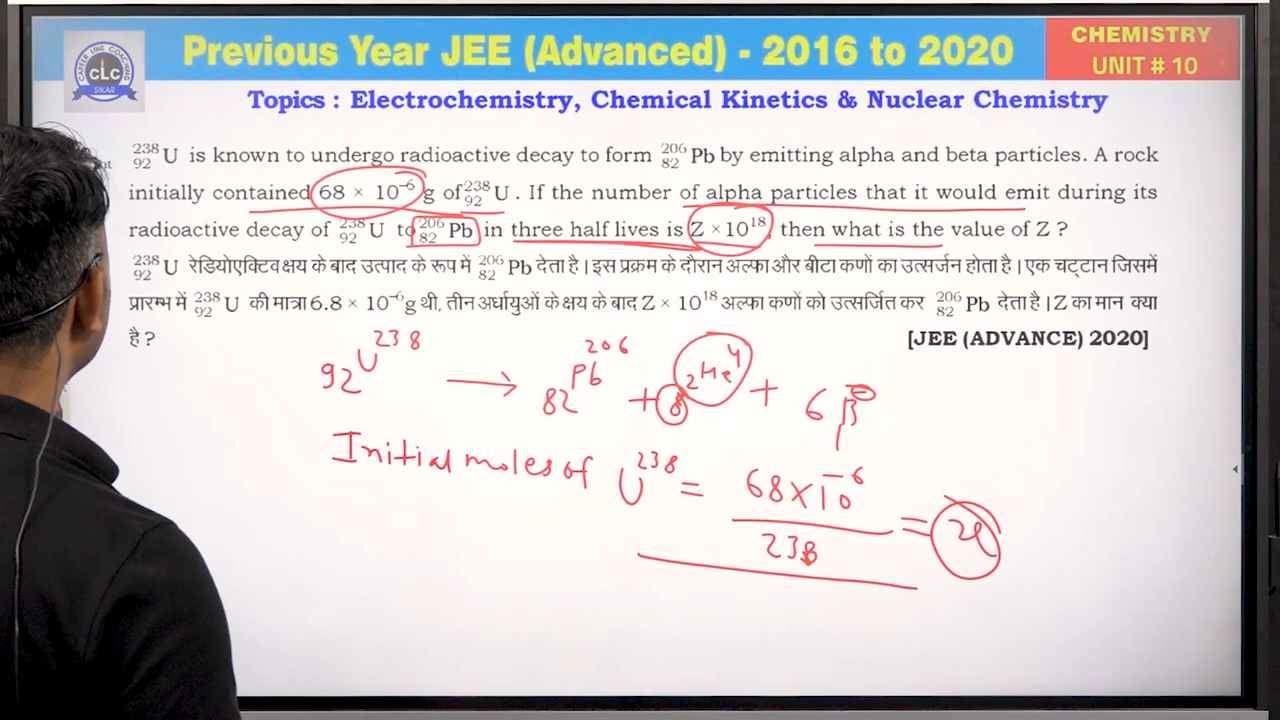 Previous Year JEE (Advanced) - 2016 to 2020
CHEMISTRY
UNIT # 10
CAREER LINE COACHING
CLC
SIKAR
Topics : Electrochemistry, Chemical Kinetics & Nuclear Chemistry
²³⁸₉₂U is known to undergo radioactive decay to form ²⁰⁶₈₂Pb by emitting alpha and beta particles. A rock
initially contained 68 × 10⁻⁶ g of ²³⁸₉₂U . If the number of alpha particles that it would emit during its
radioactive decay of ²³⁸₉₂U to ²⁰⁶₈₂Pb in three half lives is Z × 10¹⁸, then what is the value of Z ?
²³⁸₉₂U रेडियोएक्टिव क्षय के बाद उत्पाद के रूप में ²⁰⁶₈₂Pb देता है। इस प्रक्रम के दौरान अल्फा और बीटा कणों का उत्सर्जन होता है। एक चट्टान जिसमें
प्रारम्भ में ²³⁸₉₂U की मात्रा 6.8 × 10⁻⁶g थी, तीन अर्धायुओं के क्षय के बाद Z × 10¹⁸ अल्फा कणों को उत्सर्जित कर ²⁰⁶₈₂Pb देता है। Z का मान क्या
है ?
[JEE (ADVANCE) 2020]
₉₂U²³⁸ → ₈₂Pb²⁰⁶ + 8 ₂He⁴ + 6 β⁻
Initial moles of U²³⁸ = 68×10⁻⁶ / 238 =